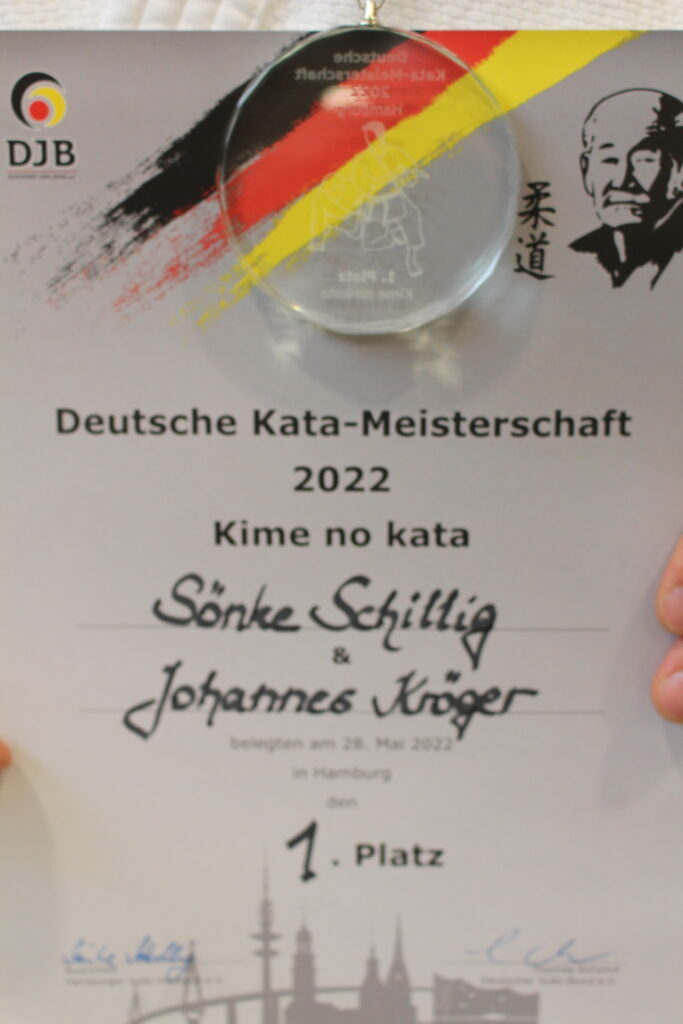 Deutsche
Kata-Meisterschaft
2022
Hamburg
1. Platz
Kime no kata
DJB
柔道
Deutsche Kata-Meisterschaft
2022
Kime no kata
Sönke Schillig
&
Johannes Kröger
belegten am 28. Mai 2022
in Hamburg
den
1. Platz